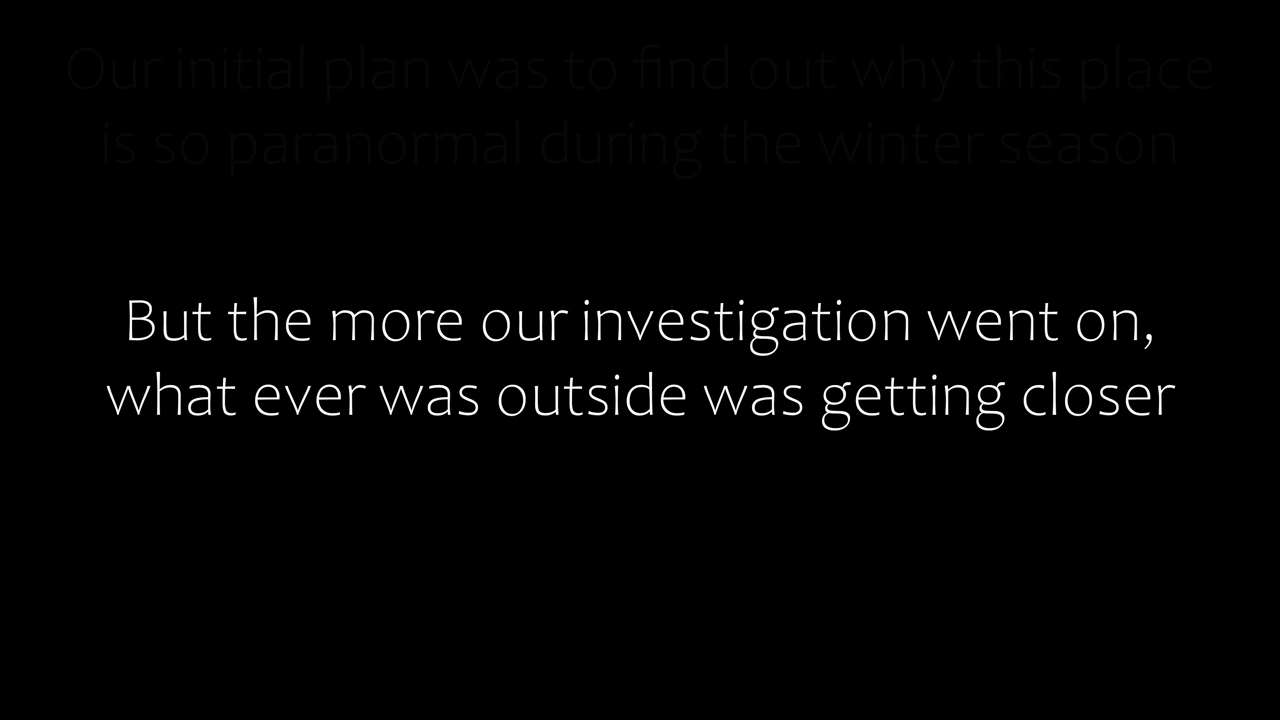 Our initial plan was to find out why this place
is so paranormal during the winter season
But the more our investigation went on,
what ever was outside was getting closer